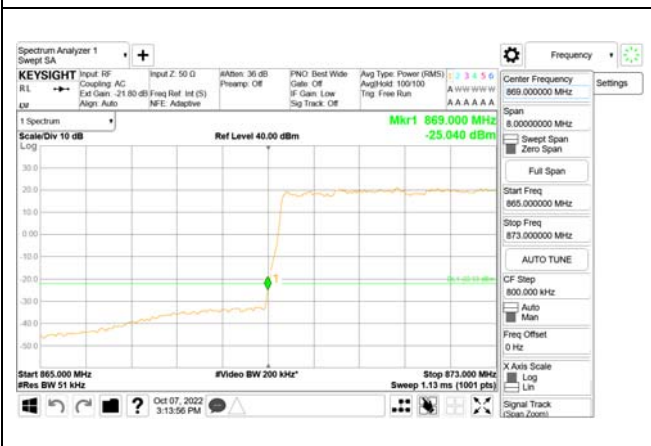 Spectrum Analyzer 1
Swept SA
Frequency
KEYSIGHT
RL
Input: RF
Coupling: AC
Ext Gain: -21.80 dB
Align: Auto
Input Z: 50 Ω
Freq Ref: Int (S)
NFE: Adaptive
#Atten: 36 dB
Preamp: Off
PNO: Best Wide
Gate: Off
IF Gain: Low
Sig Track: Off
Avg Type: Power (RMS)
Avg|Hold: 100/100
Trig: Free Run
1 2 3 4 5 6
A W W W W W
A A A A A A
1 Spectrum
Scale/Div 10 dB
Log
Ref Level 40.00 dBm
Mkr1 869.000 MHz
-25.040 dBm
30.0
20.0
10.0
0.00
-10.0
-20.0
-30.0
-40.0
-50.0
1
Start 865.000 MHz
#Res BW 51 kHz
#Video BW 200 kHz*
Stop 873.000 MHz
Sweep 1.13 ms (1001 pts)
Center Frequency
869.000000 MHz
Settings
Span
8.00000000 MHz
Swept Span
Zero Span
Full Span
Start Freq
865.000000 MHz
Stop Freq
873.000000 MHz
AUTO TUNE
CF Step
800.000 kHz
Auto
Man
Freq Offset
0 Hz
X Axis Scale
Log
Lin
Signal Track
(Span Zoom)
Oct 07, 2022
3:13:56 PM